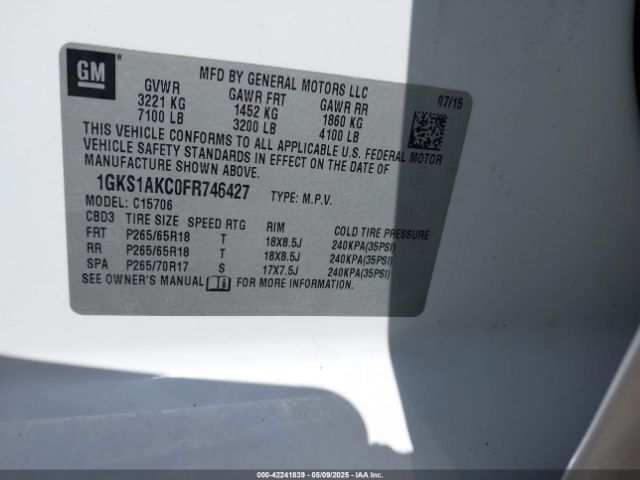 GM
MFD BY GENERAL MOTORS LLC
07/15
GVWR GAWR FRT GAWR RR
3221 KG 1452 KG 1860 KG
7100 LB 3200 LB 4100 LB
THIS VEHICLE CONFORMS TO ALL APPLICABLE U.S. FEDERAL MOTOR
VEHICLE SAFETY STANDARDS IN EFFECT ON THE DATE OF
MANUFACTURE SHOWN ABOVE.
1GKS1AKC0FR746427 TYPE: M.P.V.
MODEL: C15706
CBD3 TIRE SIZE SPEED RTG RIM COLD TIRE PRESSURE
FRT P265/65R18 T 18X8.5J 240KPA(35PSI)
RR P265/65R18 T 18X8.5J 240KPA(35PSI)
SPA P265/70R17 S 17X7.5J 240KPA(35PSI)
SEE OWNER'S MANUAL FOR MORE INFORMATION.
000-42241839 - 05/09/2025 - IAA Inc.